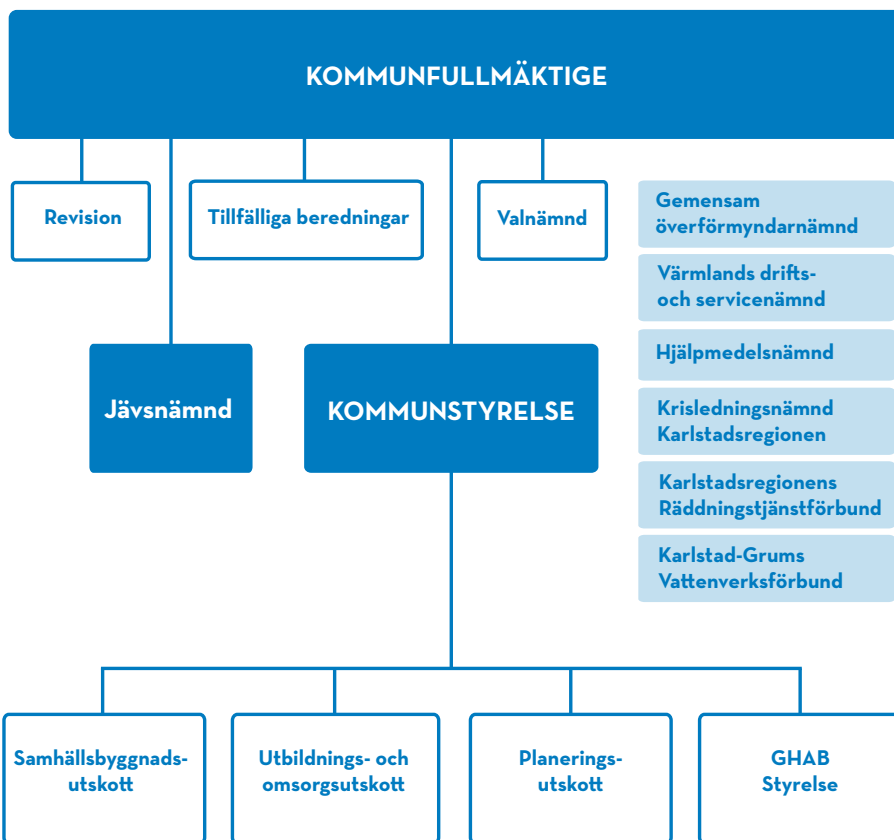 KOMMUNFULLMÄKTIGE
Revision
Tillfälliga beredningar
Valnämnd
Gemensam
överförmyndarnämnd
Värmlands drifts-
och servicenämnd
Hjälpmedelsnämnd
Krisledningsnämnd
Karlstadsregionen
Karlstadsregionens
Räddningstjänstförbund
Karlstad-Grums
Vattenverksförbund
Jävsnämnd
KOMMUNSTYRELSE
Samhällsbyggnads-
utskott
Utbildnings- och
omsorgsutskott
Planerings-
utskott
GHAB
Styrelse